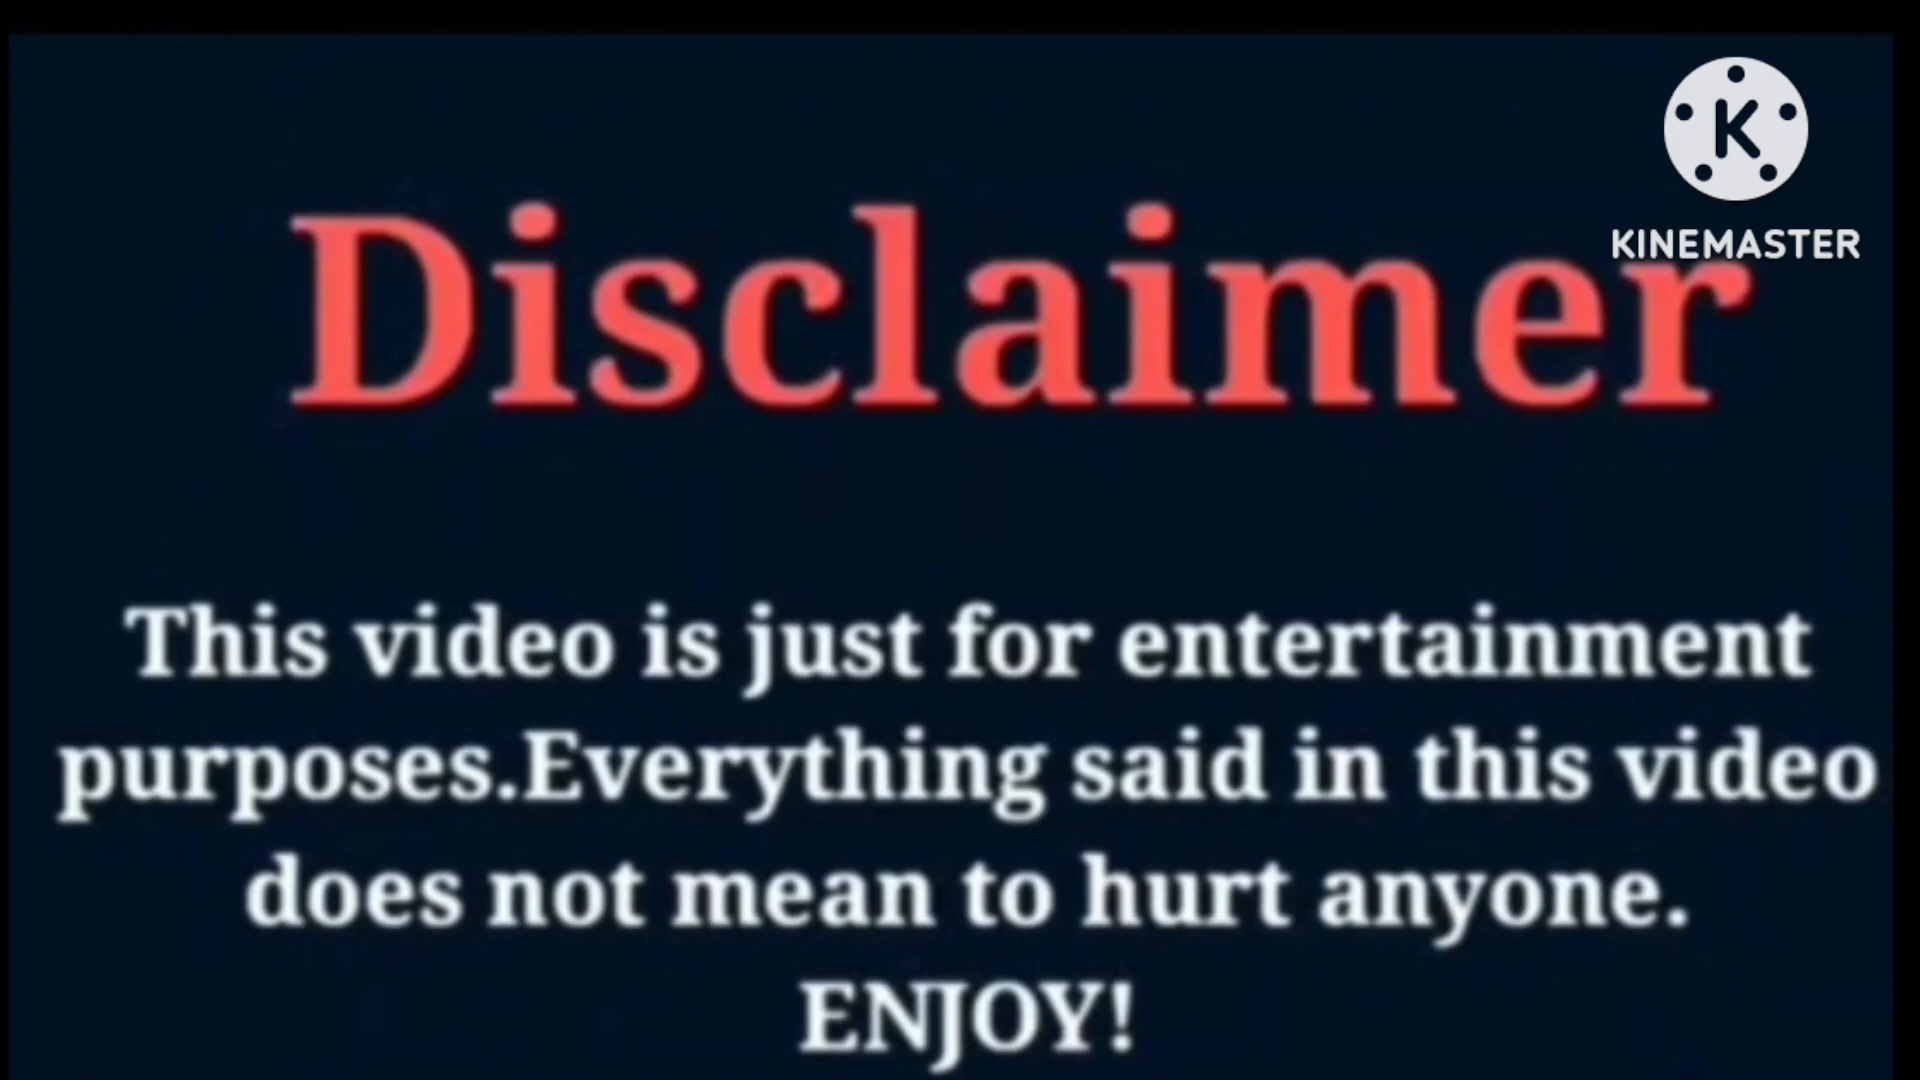 K
KINEMASTER
Disclaimer
This video is just for entertainment
purposes.Everything said in this video
does not mean to hurt anyone.
ENJOY!